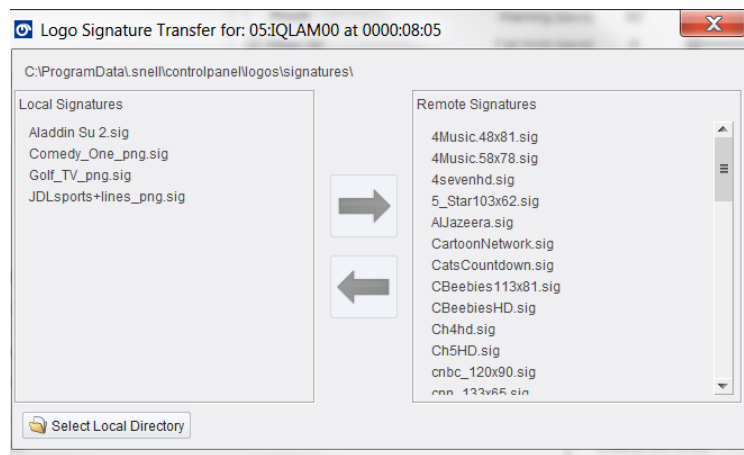 Logo Signature Transfer for: 05:IQLAM00 at 0000:08:05
C:\ProgramData\.snell\controlpanel\logos\signatures\
Local Signatures
Aladdin Su 2.sig
Comedy_One_png.sig
Golf_TV_png.sig
JDLsports+lines_png.sig
Remote Signatures
4Music.48x81.sig
4Music.58x78.sig
4sevenhd.sig
5_Star103x62.sig
AlJazeera.sig
CartoonNetwork.sig
CatsCountdown.sig
CBeebies113x81.sig
CBeebiesHD.sig
Ch4hd.sig
Ch5HD.sig
cnbc_120x90.sig
cnn_133x65.sig
Select Local Directory